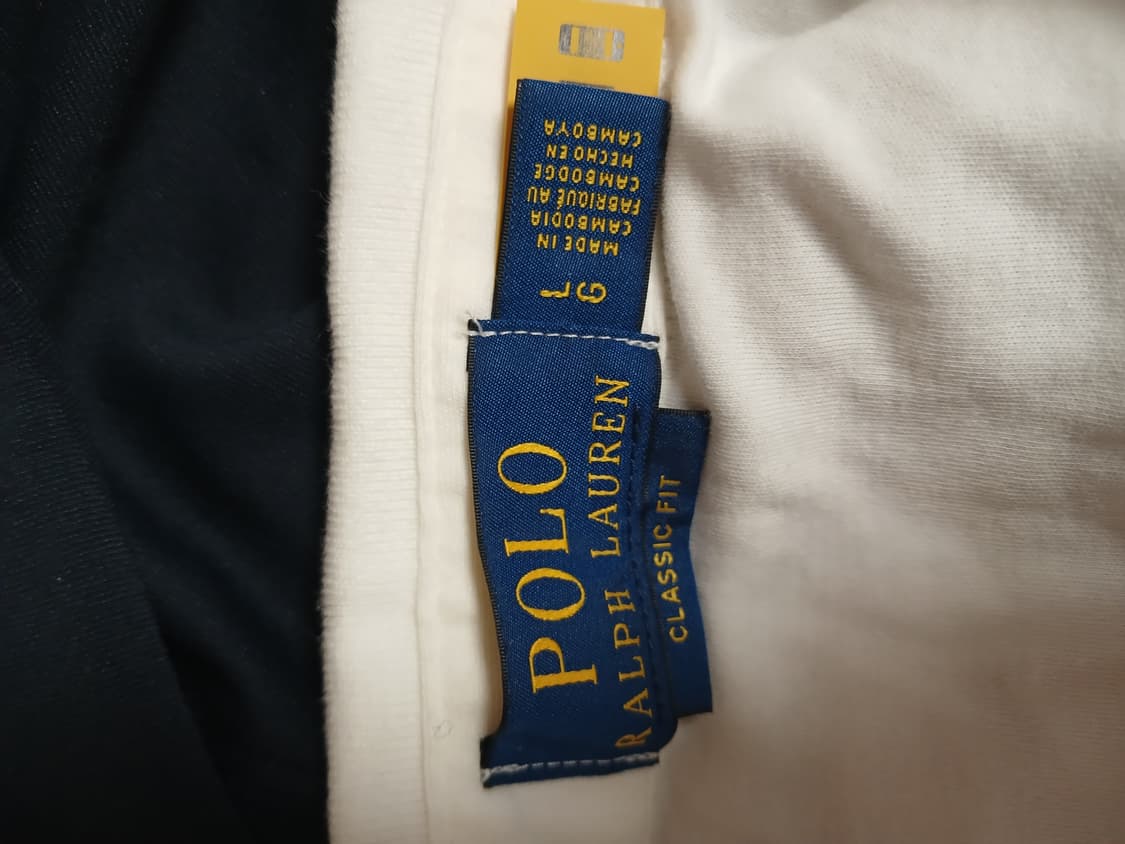 POLO
RALPH LAUREN
CLASSIC FIT
L
G
MADE IN
CAMBODIA
FABRIQUÉ AU
CAMBODGE
HECHO EN
CAMBOYA